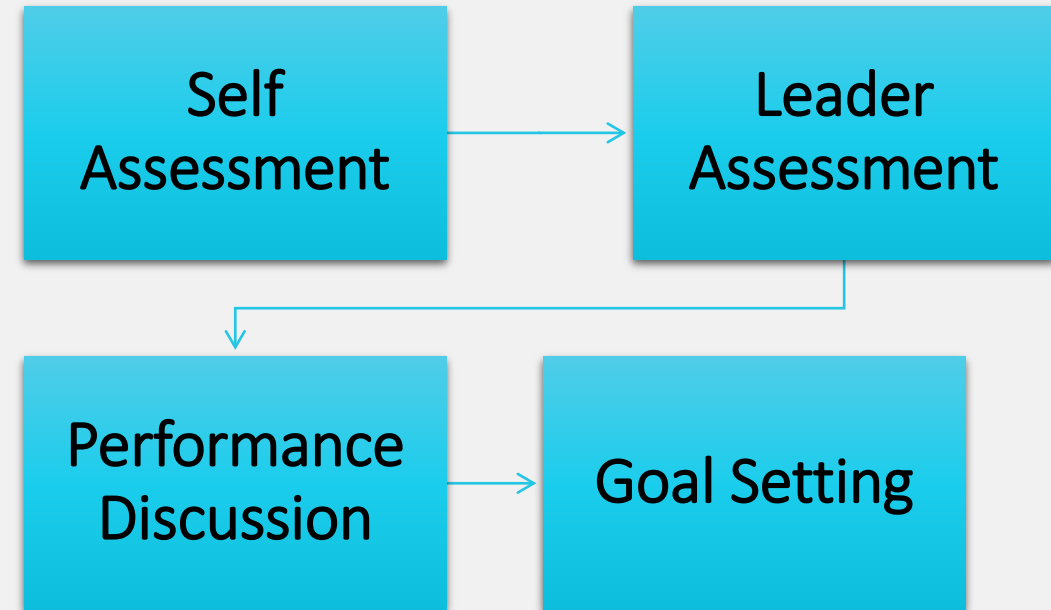 Self
Assessment
Leader
Assessment
Performance
Discussion
Goal Setting